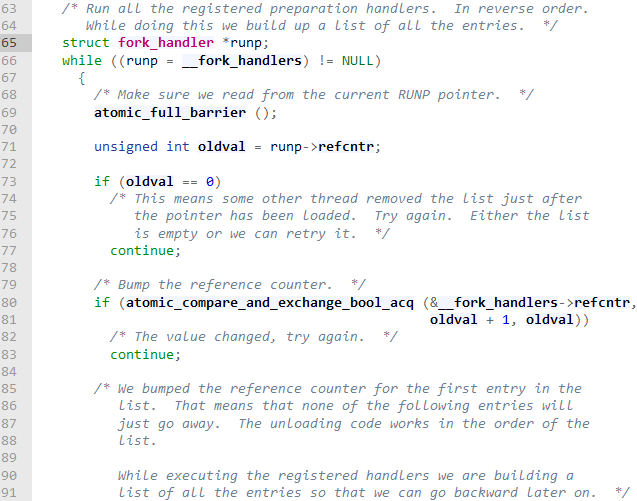 63 /* Run all the registered preparation handlers.  In reverse order.
64    While doing this we build up a list of all the entries.  */
65 struct fork_handler *runp;
66 while ((runp = __fork_handlers) != NULL)
67   {
68     /* Make sure we read from the current RUNP pointer.  */
69     atomic_full_barrier ();
70
71     unsigned int oldval = runp->refcntr;
72
73     if (oldval == 0)
74       /* This means some other thread removed the list just after
75          the pointer has been loaded.  Try again.  Either the list
76          is empty or we can retry it.  */
77       continue;
78
79     /* Bump the reference counter.  */
80     if (atomic_compare_and_exchange_bool_acq (&__fork_handlers->refcntr,
81                                               oldval + 1, oldval))
82       /* The value changed, try again.  */
83       continue;
84
85     /* We bumped the reference counter for the first entry in the
86        list.  That means that none of the following entries will
87        just go away.  The unloading code works in the order of the
88        list.
89
90        While executing the registered handlers we are building a
91        list of all the entries so that we can go backward later on.  */